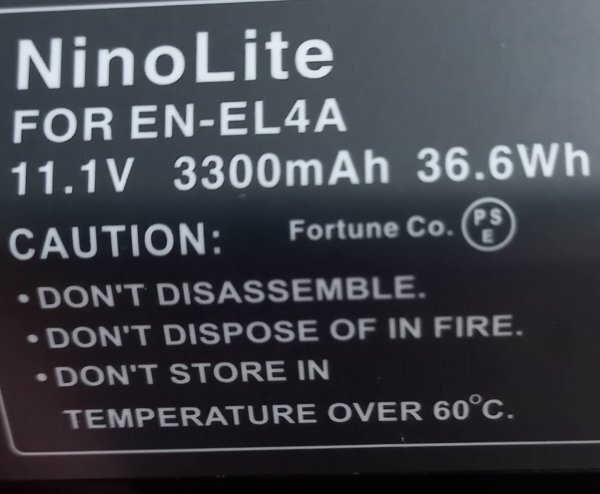 NinoLite
FOR EN-EL4A
11.1V 3300mAh 36.6Wh
CAUTION: Fortune Co. PSE
• DON'T DISASSEMBLE.
• DON'T DISPOSE OF IN FIRE.
• DON'T STORE IN
TEMPERATURE OVER 60°C.